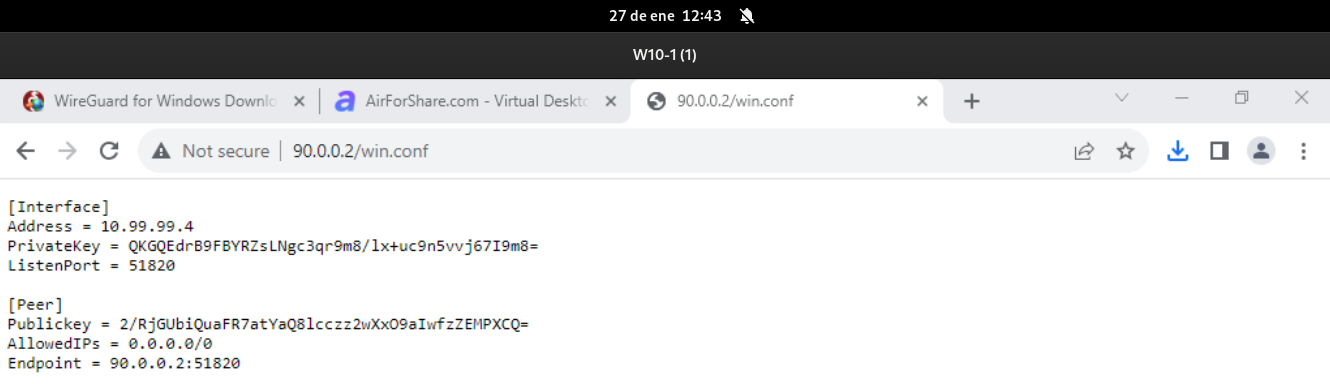 27 de ene 12:43
W10-1 (1)
WireGuard for Windows Downlo
AirForShare.com - Virtual Deskto
90.0.0.2/win.conf
Not secure | 90.0.0.2/win.conf
[Interface]
Address = 10.99.99.4
PrivateKey = QKGQEdrB9FBYRZsLNgc3qr9m8/lx+uc9n5vvj67I9m8=
ListenPort = 51820
[Peer]
Publickey = 2/RjGUbiQuaFR7atYaQ8lcczz2wXxO9aIwfzZEMPXCQ=
AllowedIPs = 0.0.0.0/0
Endpoint = 90.0.0.2:51820